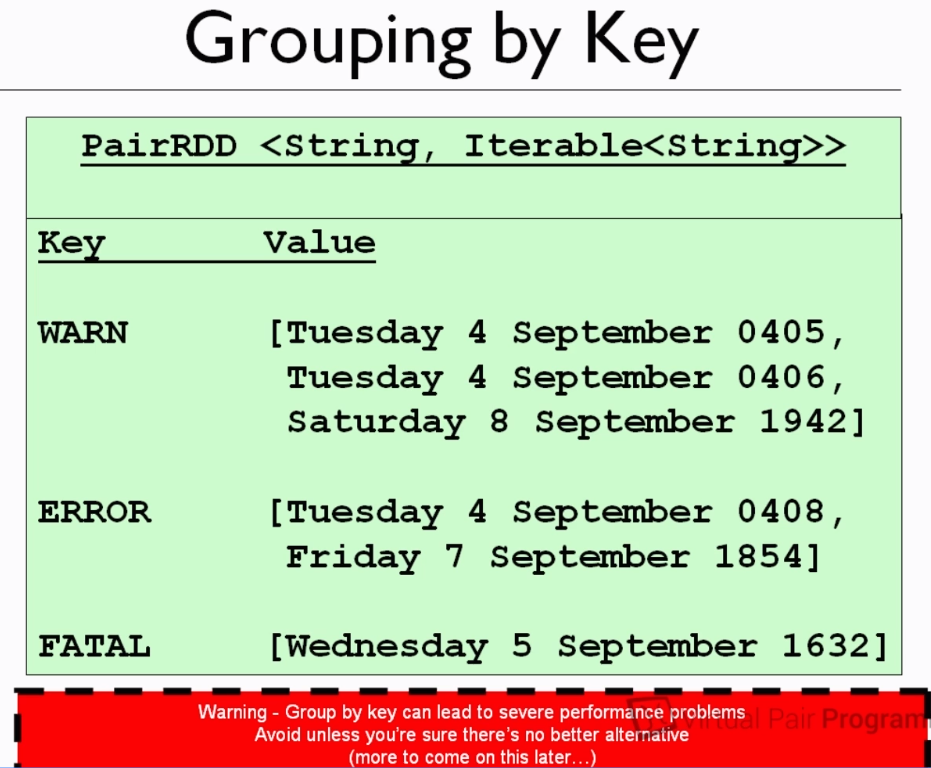 Grouping by Key
PairRDD <String, Iterable<String>>
Key Value
WARN [Tuesday 4 September 0405,
Tuesday 4 September 0406,
Saturday 8 September 1942]
ERROR [Tuesday 4 September 0408,
Friday 7 September 1854]
FATAL [Wednesday 5 September 1632]
Warning - Group by key can lead to severe performance problems
Virtual Pair Program
Avoid unless you're sure there's no better alternative
(more to come on this later...)